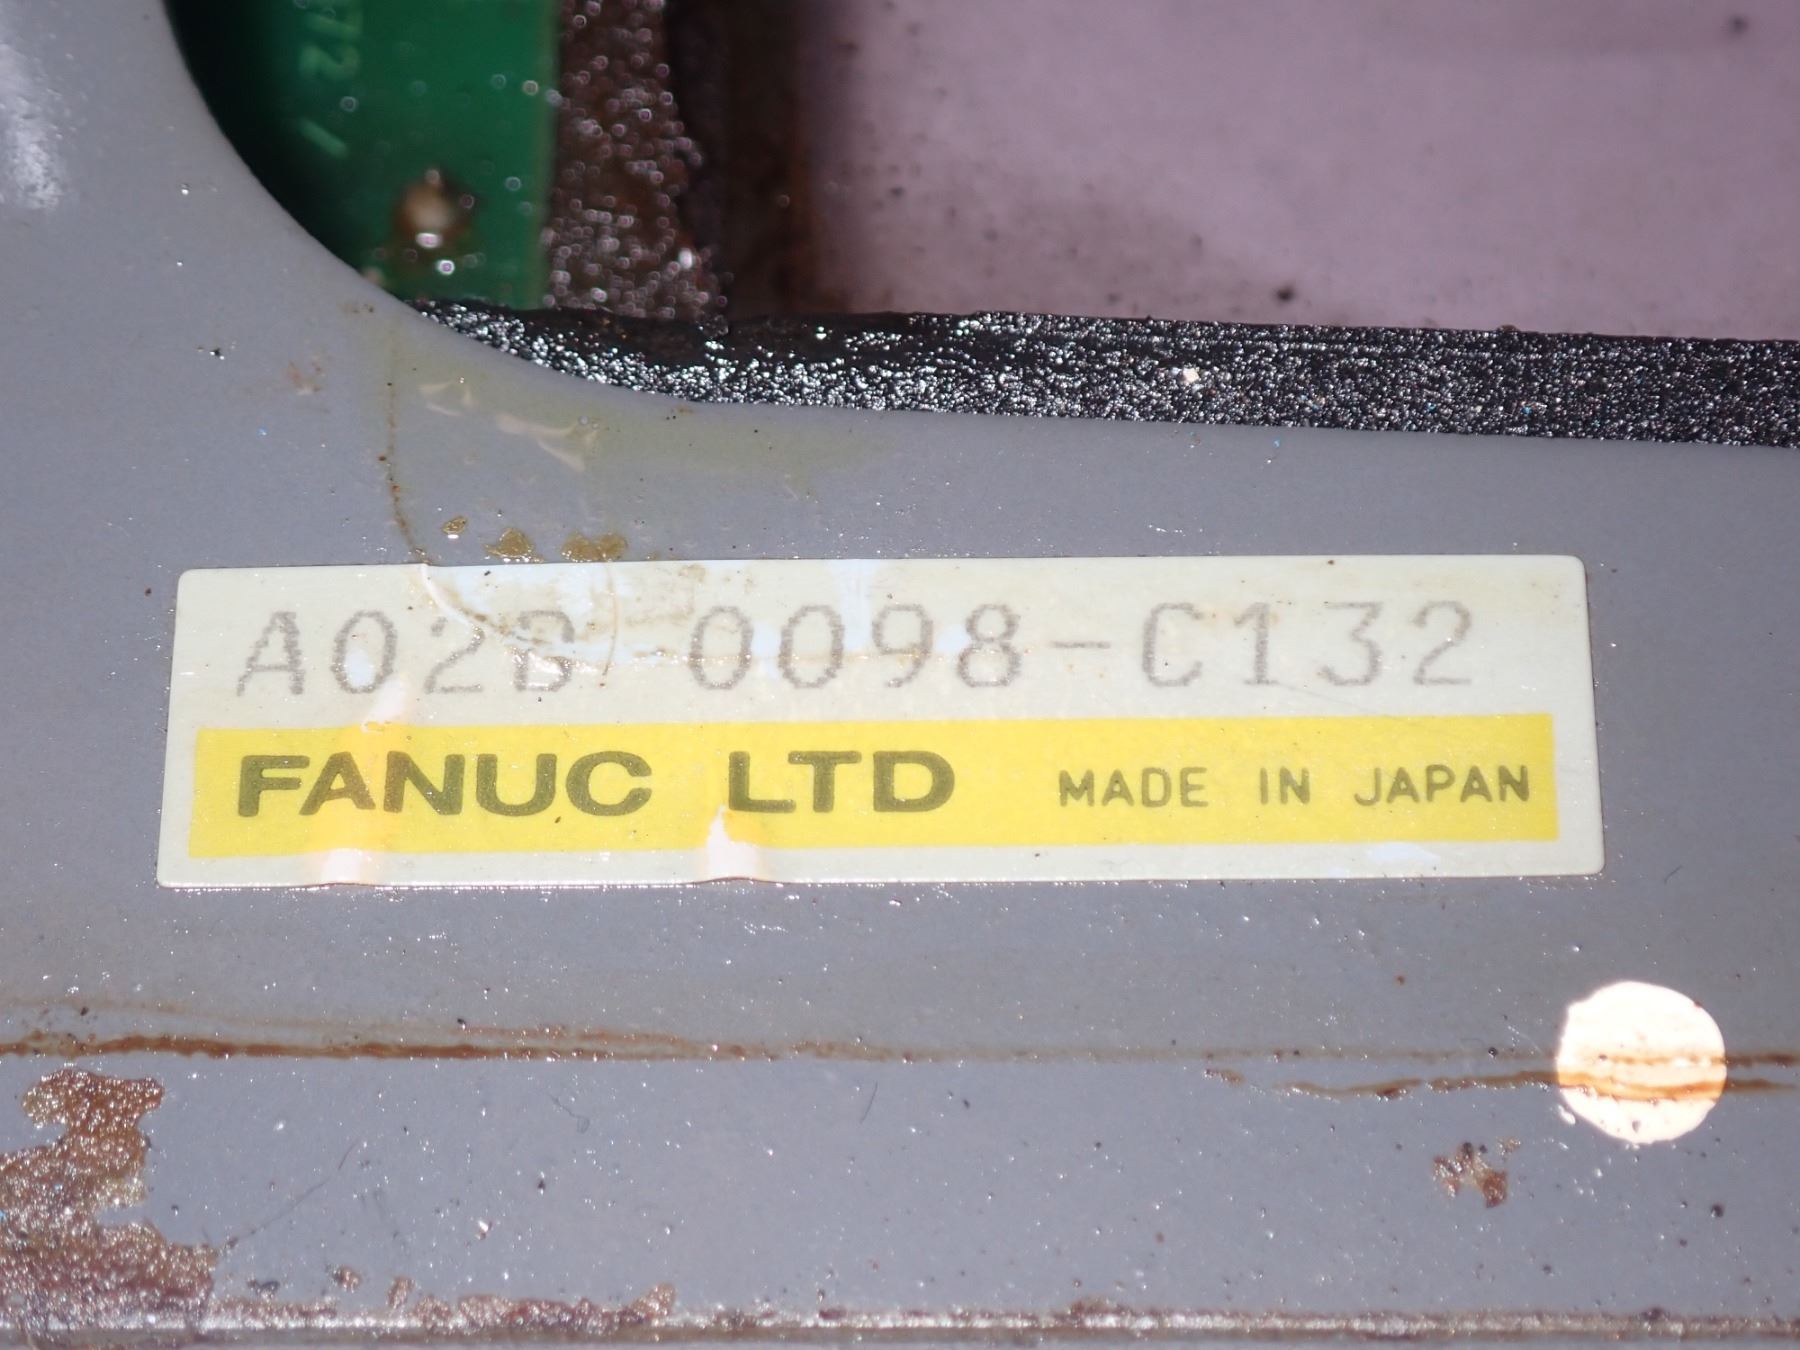 A02B-0098-C132
FANUC LTD MADE IN JAPAN